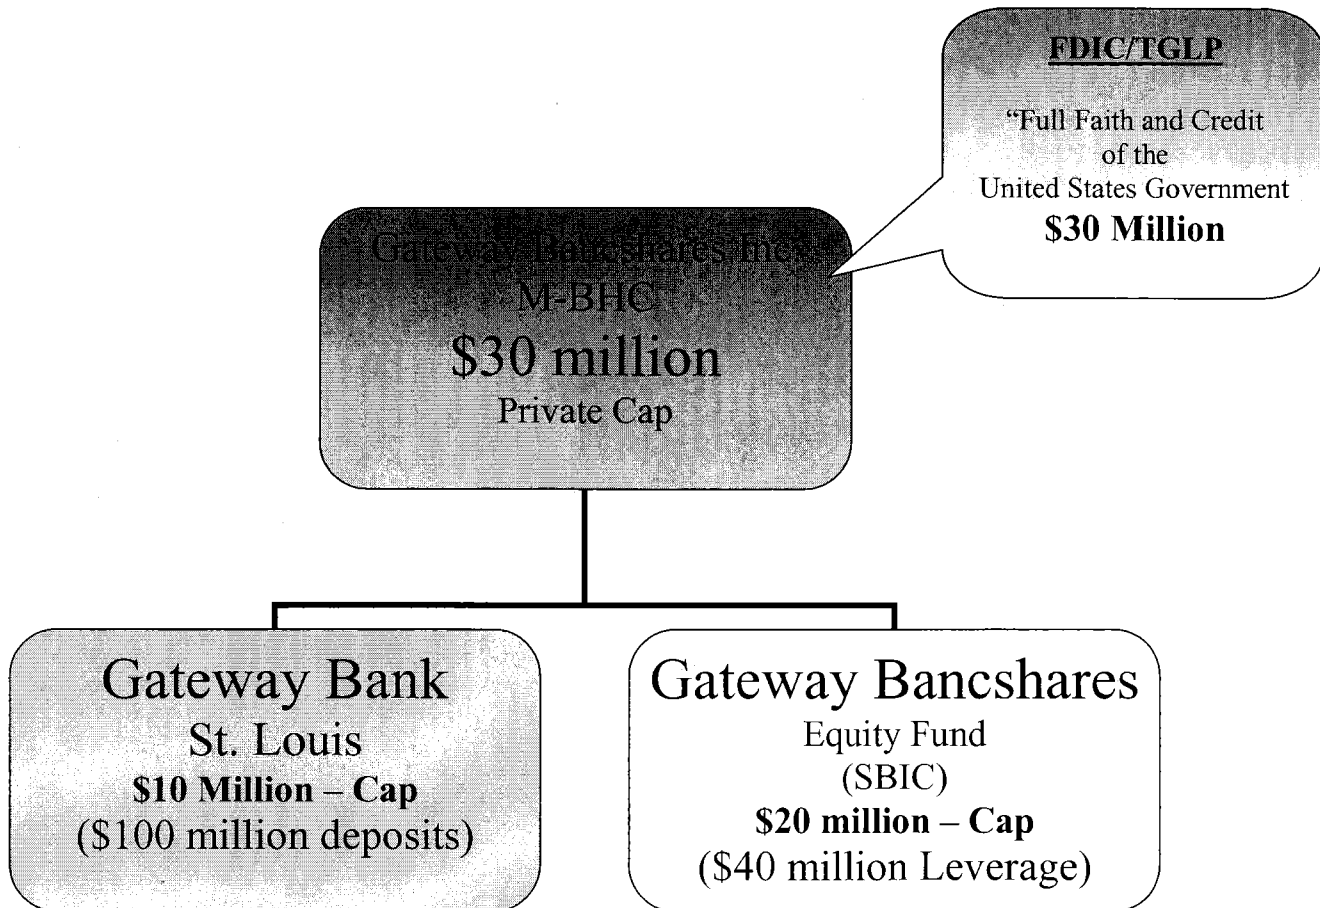 FDIC/TGLP
“Full Faith and Credit
of the
United States Government
$30 Million
Gateway Bancshares Inc.
M-BHC
$30 million
Private Cap
Gateway Bank
St. Louis
$10 Million – Cap
($100 million deposits)
Gateway Bancshares
Equity Fund
(SBIC)
$20 million – Cap
($40 million Leverage)